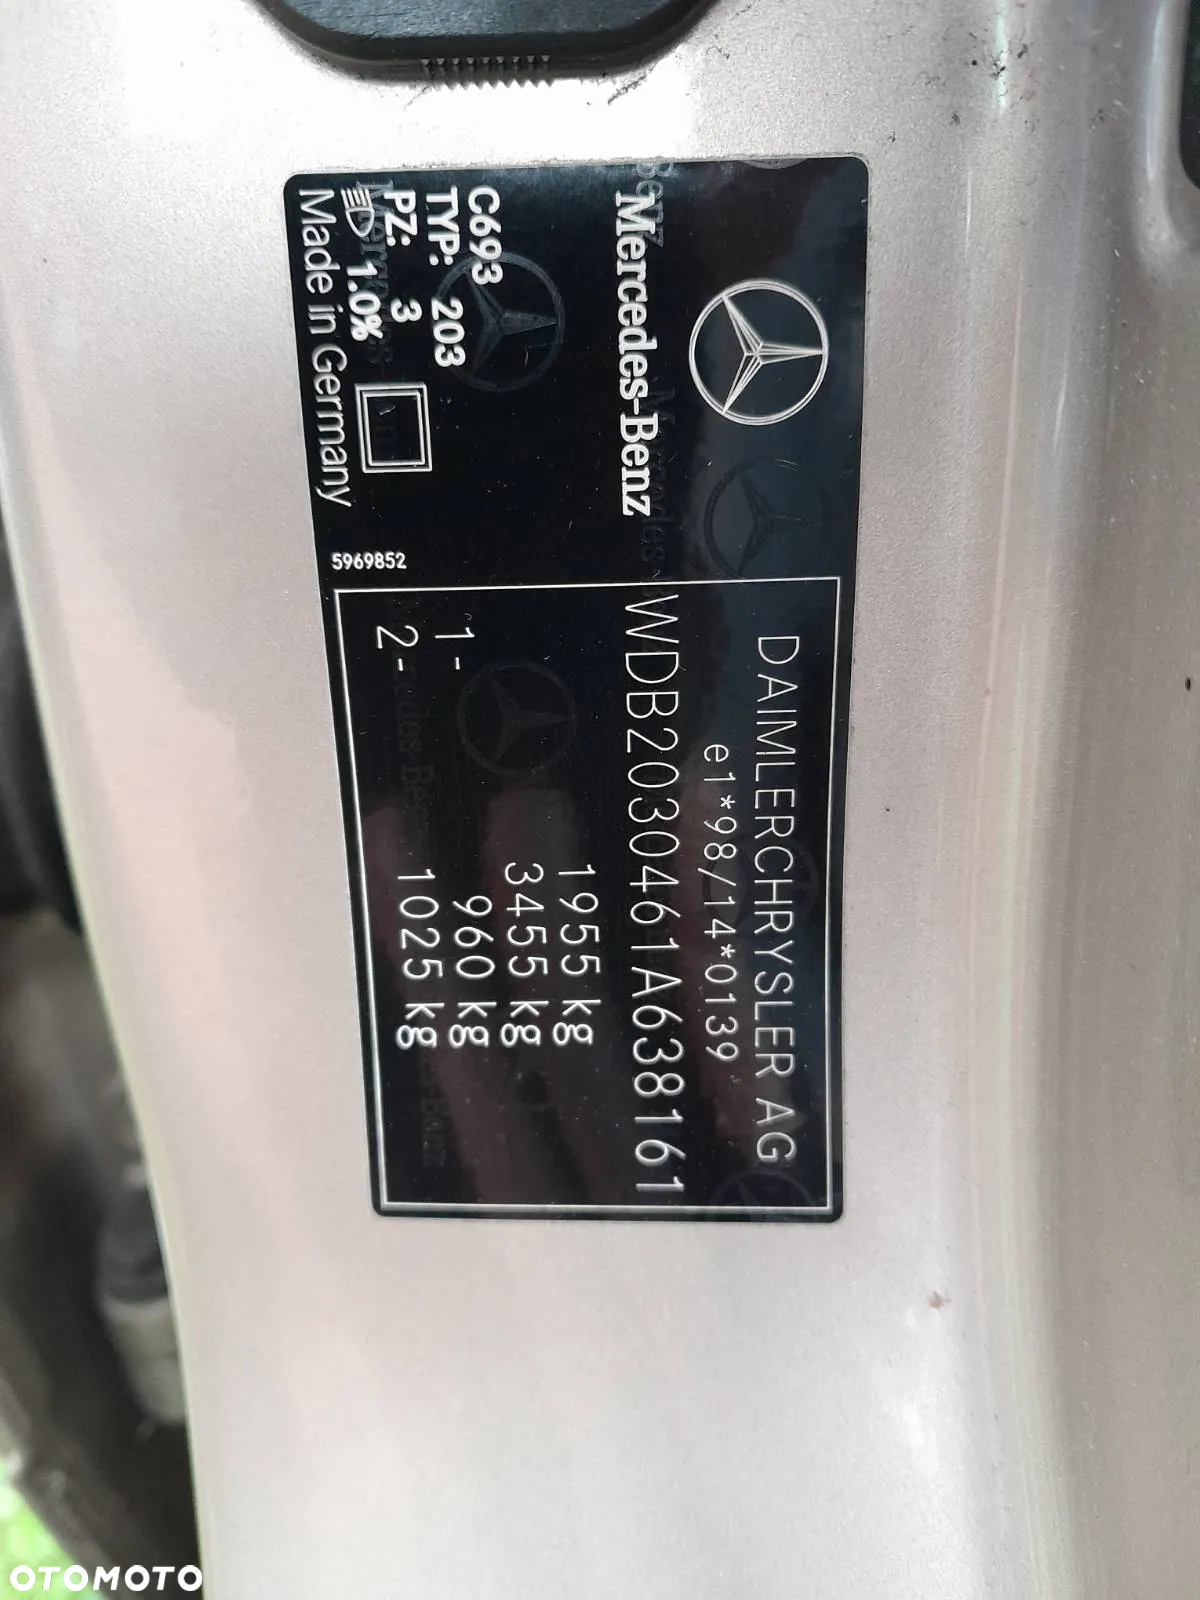 Mercedes-Benz
C693
TYP: 203
PZ: 3
1.0%
Made in Germany
5969852
DAIMLERCHRYSLER AG
e1*98/14*0139
WDB2030461A638161
1955 kg
3455 kg
1- 960 kg
2- 1025 kg
OTOMOTO